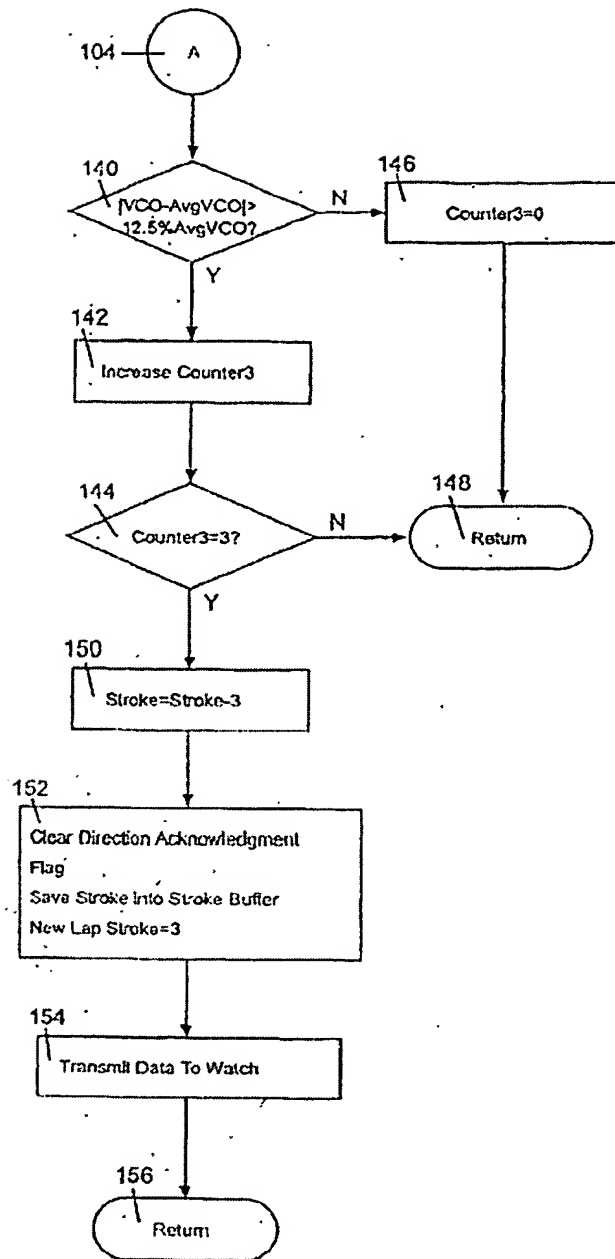 104
A
140
|VCO-AvgVCO|>
12.5%AvgVCO?
N
146
Counter3=0
Y
142
Increase Counter3
144
Counter3=3?
N
148
Return
Y
150
Stroke=Stroke-3
152
Clear Direction Acknowledgment
Flag
Save Stroke Into Stroke Buffer
New Lap Stroke=3
154
Transmit Data To Watch
156
Return